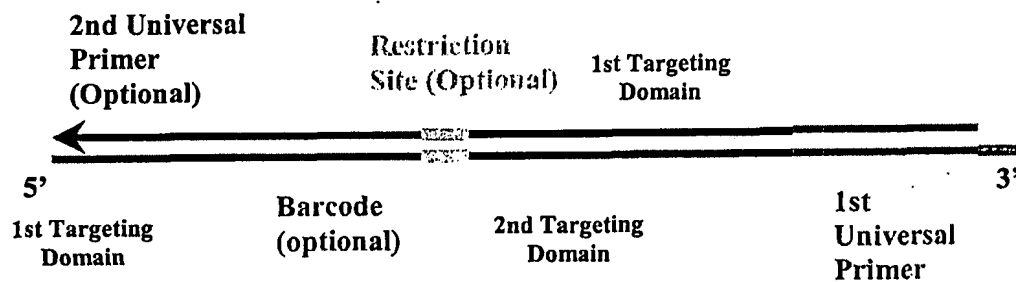 2nd Universal
Primer
(Optional)
Restriction
Site (Optional)
1st Targeting
Domain
5'
3'
1st Targeting
Domain
Barcode
(optional)
2nd Targeting
Domain
1st
Universal
Primer